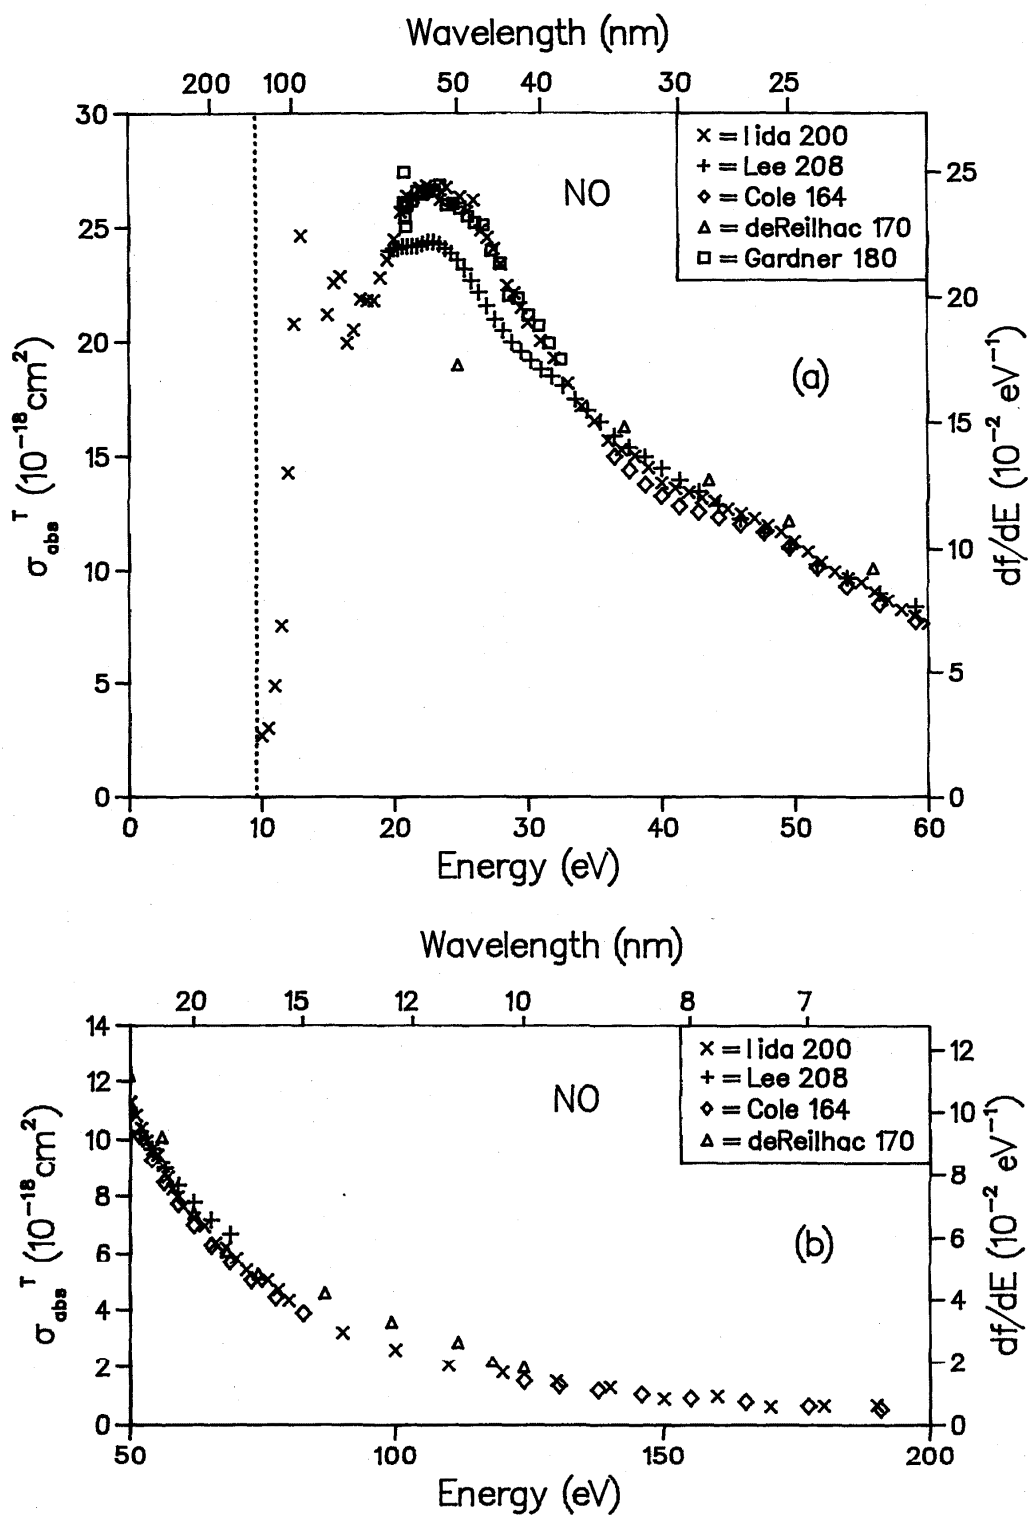 Wavelength (nm)
200 100 50 40 30 25
30
25
20
15
10
5
0
σabsT (10−18cm2)
× = Iida 200
+ = Lee 208
◇ = Cole 164
△ = deReilhac 170
□ = Gardner 180
NO
(a)
25
20
15
10
5
0
df/dE (10−2 eV−1)
0 10 20 30 40 50 60
Energy (eV)
Wavelength (nm)
20 15 12 10 8 7
14
12
10
8
6
4
2
0
σabsT (10−18cm2)
× = Iida 200
+ = Lee 208
◇ = Cole 164
△ = deReilhac 170
NO
(b)
12
10
8
6
4
2
0
df/dE (10−2 eV−1)
50 100 150 200
Energy (eV)